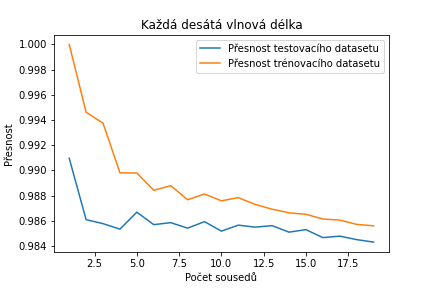 Každá desátá vlnová délka
Přesnost testovacího datasetu
Přesnost trénovacího datasetu
1.000
0.998
0.996
0.994
0.992
0.990
0.988
0.986
0.984
Přesnost
2.5 5.0 7.5 10.0 12.5 15.0 17.5
Počet sousedů